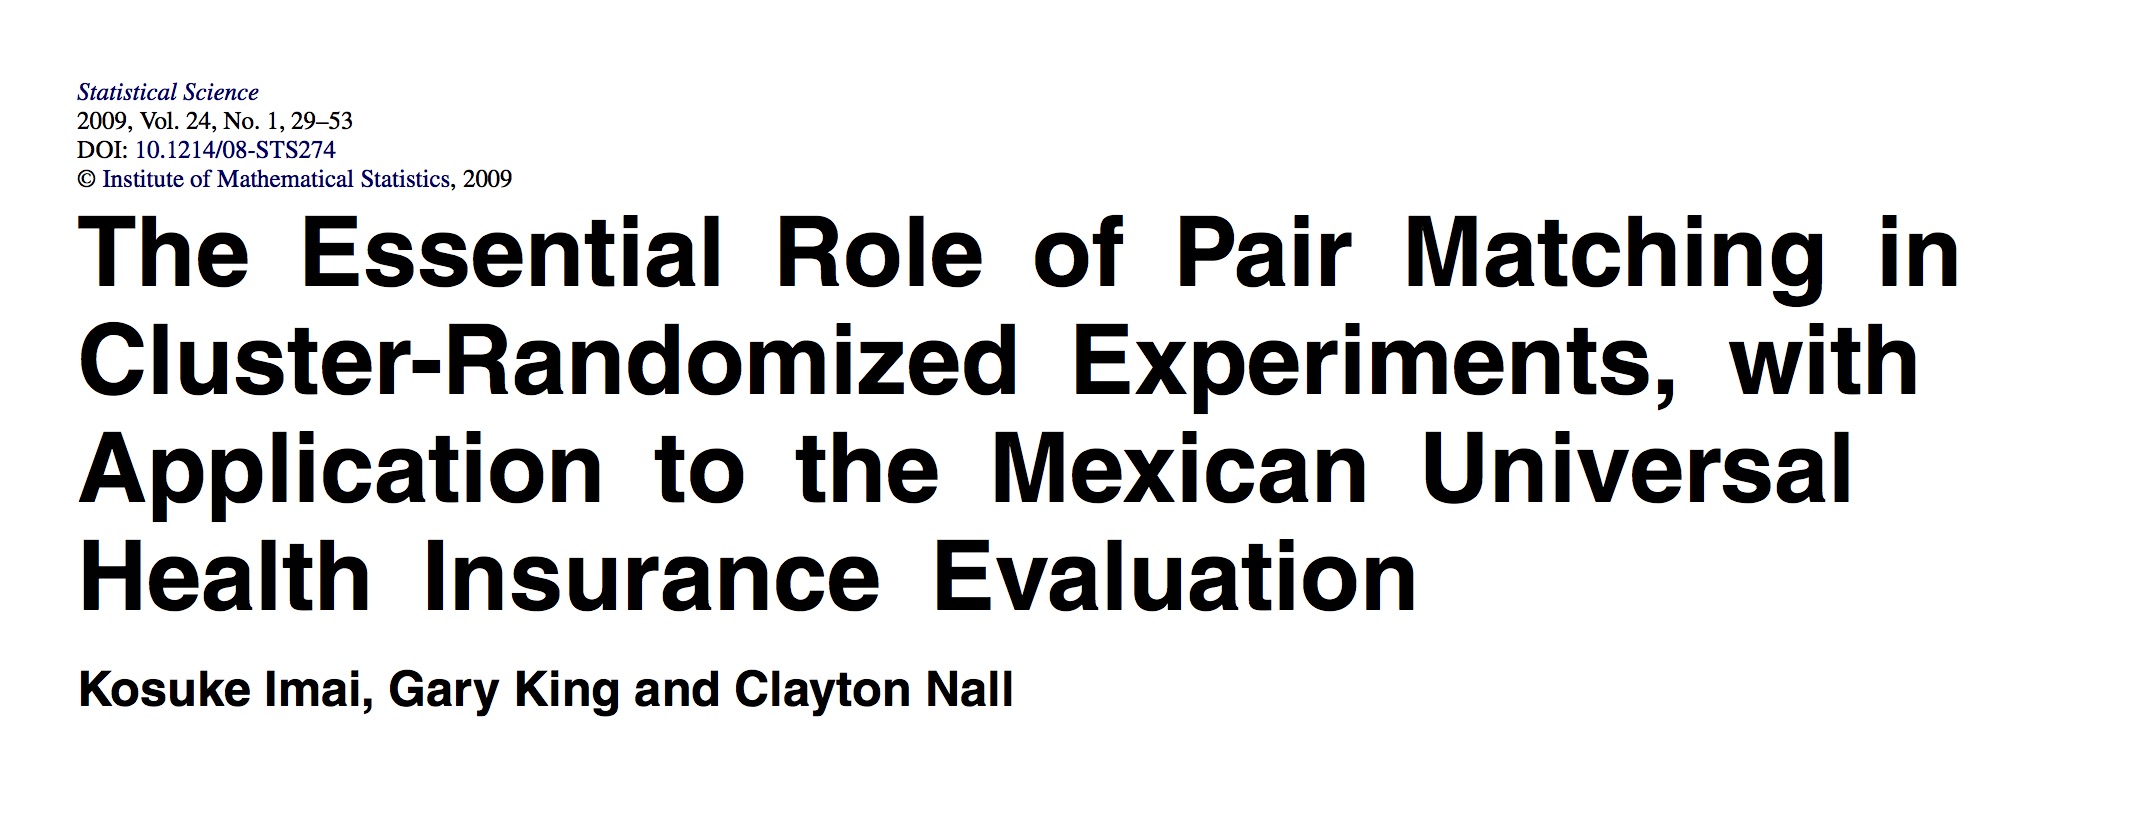 Statistical Science
2009, Vol. 24, No. 1, 29–53
DOI: 10.1214/08-STS274
© Institute of Mathematical Statistics, 2009
The Essential Role of Pair Matching in
Cluster-Randomized Experiments, with
Application to the Mexican Universal
Health Insurance Evaluation
Kosuke Imai, Gary King and Clayton Nall